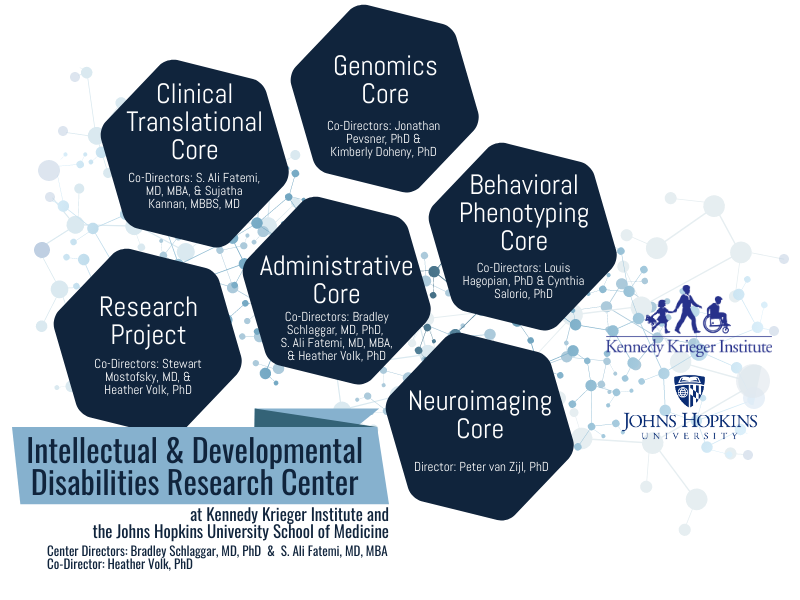 Genomics
Core
Co-Directors: Jonathan
Pevsner, PhD &
Kimberly Doheny, PhD
Clinical
Translational
Core
Co-Directors: S. Ali Fatemi,
MD, MBA, & Sujatha
Kannan, MBBS, MD
Behavioral
Phenotyping
Core
Co-Directors: Louis
Hagopian, PhD & Cynthia
Salorio, PhD
Administrative
Core
Co-Directors: Bradley
Schlaggar, MD, PhD,
S. Ali Fatemi, MD, MBA,
& Heather Volk, PhD
Research
Project
Co-Directors: Stewart
Mostofsky, MD, &
Heather Volk, PhD
Neuroimaging
Core
Director: Peter van Zijl, PhD
Kennedy Krieger Institute
JOHNS HOPKINS
UNIVERSITY
Intellectual & Developmental
Disabilities Research Center
at Kennedy Krieger Institute and
the Johns Hopkins University School of Medicine
Center Directors: Bradley Schlaggar, MD, PhD & S. Ali Fatemi, MD, MBA
Co-Director: Heather Volk, PhD